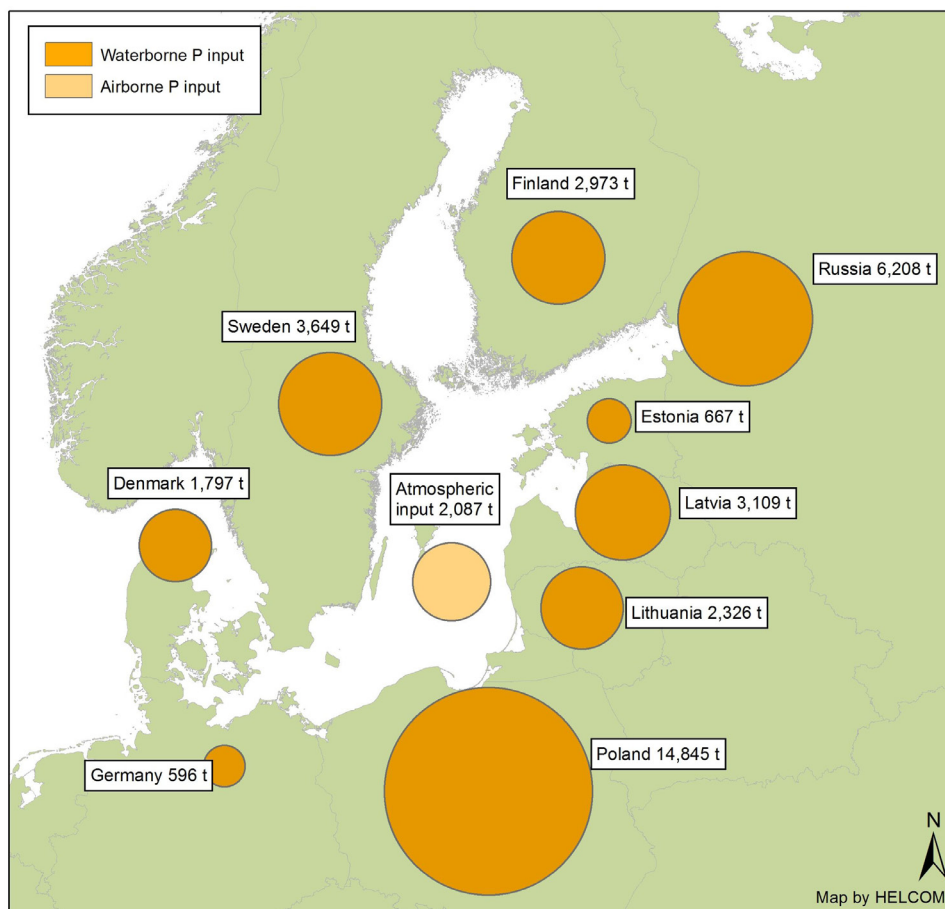 Waterborne P input
Airborne P input
Finland 2,973 t
Russia 6,208 t
Sweden 3,649 t
Estonia 667 t
Denmark 1,797 t
Atmospheric
input 2,087 t
Latvia 3,109 t
Lithuania 2,326 t
Poland 14,845 t
Germany 596 t
N
Map by HELCOM